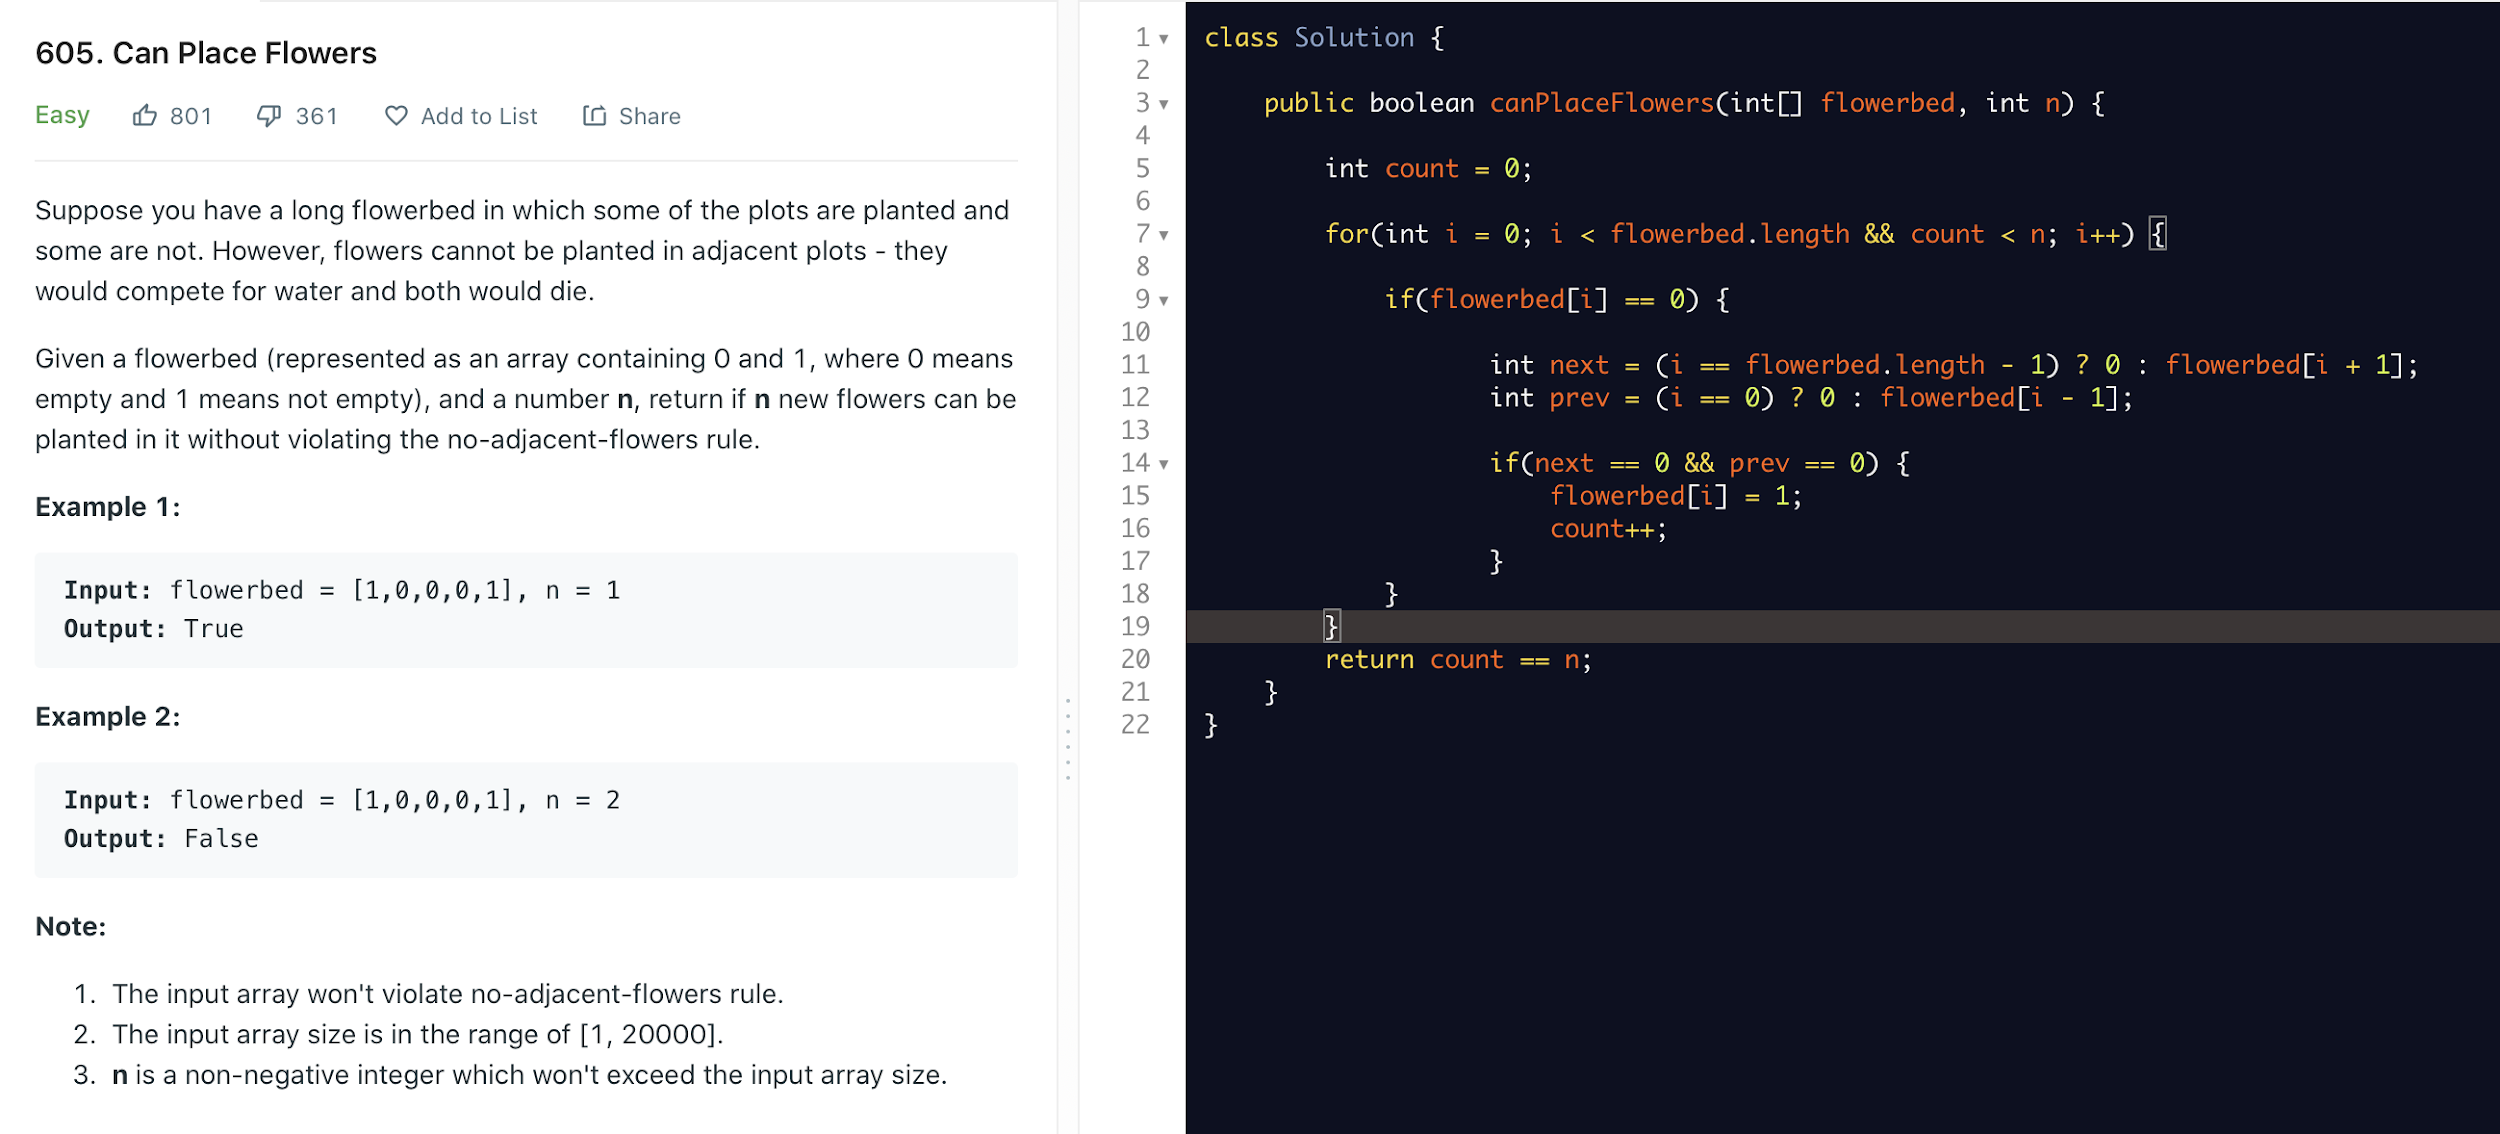 605. Can Place Flowers
Easy 801 361 Add to List Share
Suppose you have a long flowerbed in which some of the plots are planted and
some are not. However, flowers cannot be planted in adjacent plots - they
would compete for water and both would die.
Given a flowerbed (represented as an array containing 0 and 1, where 0 means
empty and 1 means not empty), and a number n, return if n new flowers can be
planted in it without violating the no-adjacent-flowers rule.
Example 1:
Input: flowerbed = [1,0,0,0,1], n = 1
Output: True
Example 2:
Input: flowerbed = [1,0,0,0,1], n = 2
Output: False
Note:
1. The input array won't violate no-adjacent-flowers rule.
2. The input array size is in the range of [1, 20000].
3. n is a non-negative integer which won't exceed the input array size.
1 class Solution {
2
3 public boolean canPlaceFlowers(int[] flowerbed, int n) {
4
5 int count = 0;
6
7 for(int i = 0; i < flowerbed.length && count < n; i++) {
8
9 if(flowerbed[i] == 0) {
10
11 int next = (i == flowerbed.length - 1) ? 0 : flowerbed[i + 1];
12 int prev = (i == 0) ? 0 : flowerbed[i - 1];
13
14 if(next == 0 && prev == 0) {
15 flowerbed[i] = 1;
16 count++;
17 }
18 }
19 }
20 return count == n;
21 }
22 }